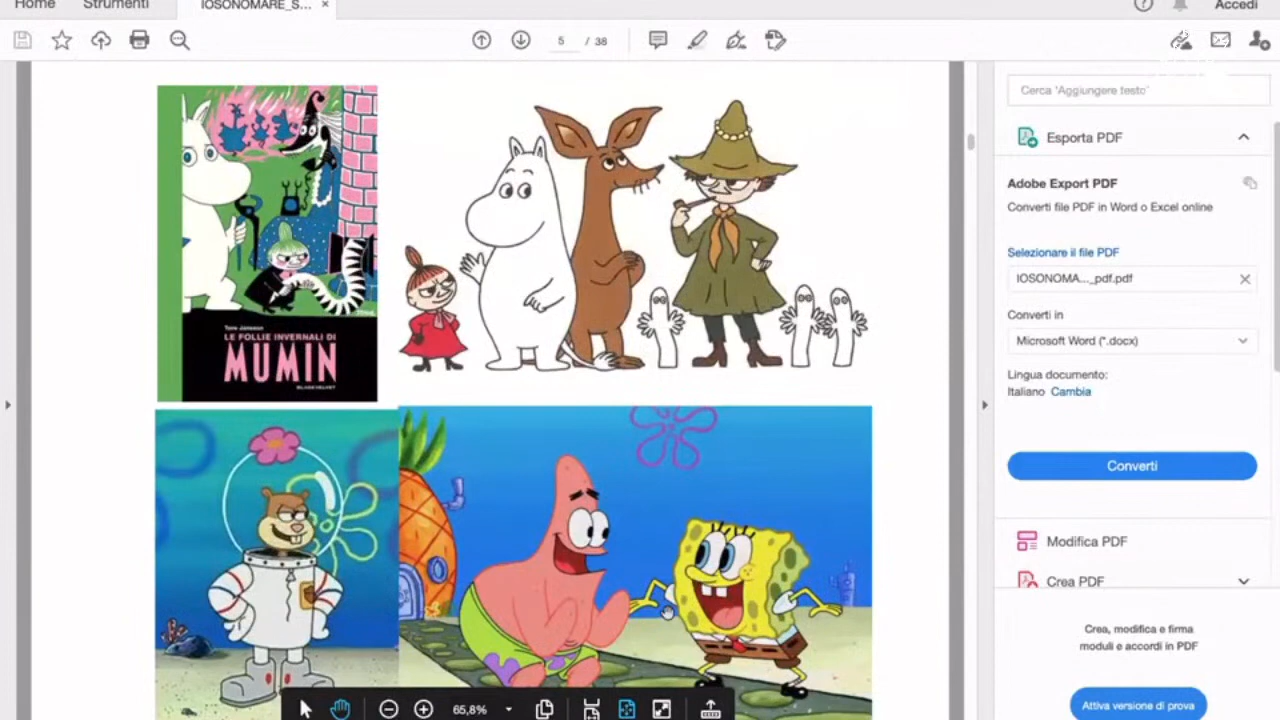 Home
Strumenti
IOSONOMARE_S...
5 / 38
Accedi
Cerca 'Aggiungere testo'
Esporta PDF
Adobe Export PDF
Converti file PDF in Word o Excel online
Selezionare il file PDF
IOSONOMA..._pdf.pdf
Converti in
Microsoft Word (*.docx)
Lingua documento:
Italiano Cambia
Converti
Modifica PDF
Crea PDF
Crea, modifica e firma
moduli e accordi in PDF
Attiva versione di prova
Tove Jansson
LE FOLLIE INVERNALI DI
MUMIN
BLACK VELVET
65,8%